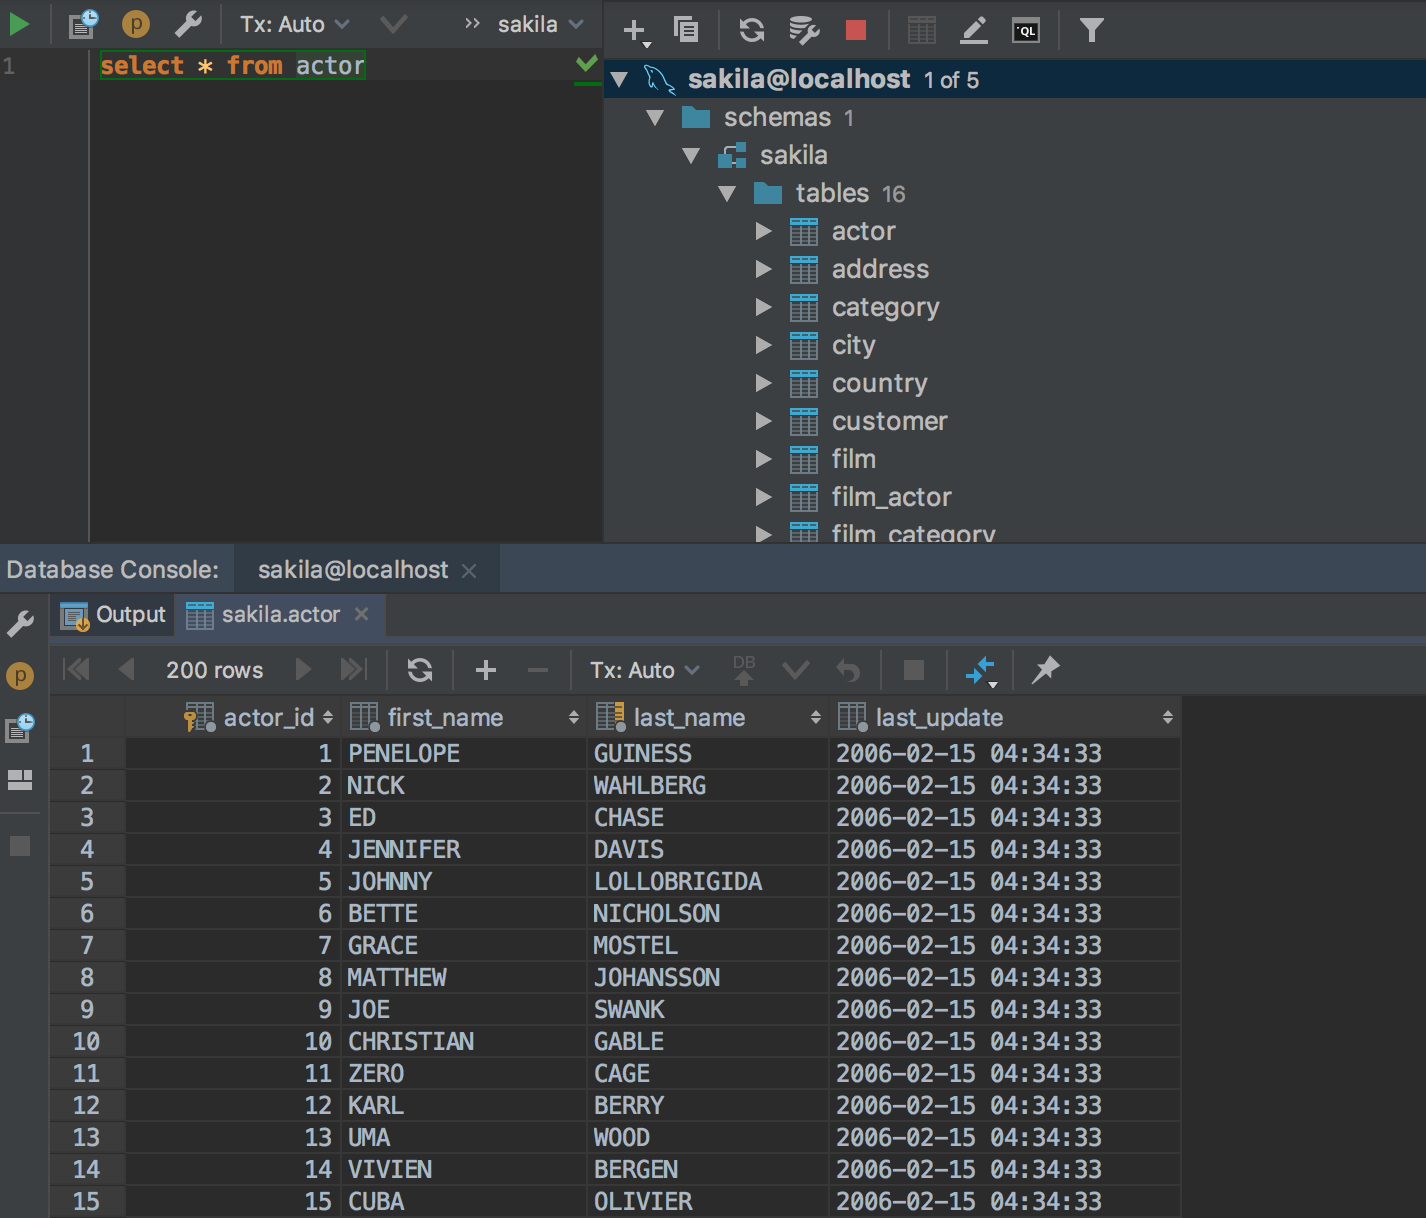 Tx: Auto
sakila
1
select * from actor
QL
sakila@localhost 1 of 5
schemas 1
sakila
tables 16
actor
address
category
city
country
customer
film
film_actor
film_category
Database Console:
sakila@localhost
Output
sakila.actor
200 rows
Tx: Auto
DB
actor_id first_name last_name last_update
1 1 PENELOPE GUINESS 2006-02-15 04:34:33
2 2 NICK WAHLBERG 2006-02-15 04:34:33
3 3 ED CHASE 2006-02-15 04:34:33
4 4 JENNIFER DAVIS 2006-02-15 04:34:33
5 5 JOHNNY LOLLOBRIGIDA 2006-02-15 04:34:33
6 6 BETTE NICHOLSON 2006-02-15 04:34:33
7 7 GRACE MOSTEL 2006-02-15 04:34:33
8 8 MATTHEW JOHANSSON 2006-02-15 04:34:33
9 9 JOE SWANK 2006-02-15 04:34:33
10 10 CHRISTIAN GABLE 2006-02-15 04:34:33
11 11 ZERO CAGE 2006-02-15 04:34:33
12 12 KARL BERRY 2006-02-15 04:34:33
13 13 UMA WOOD 2006-02-15 04:34:33
14 14 VIVIEN BERGEN 2006-02-15 04:34:33
15 15 CUBA OLIVIER 2006-02-15 04:34:33